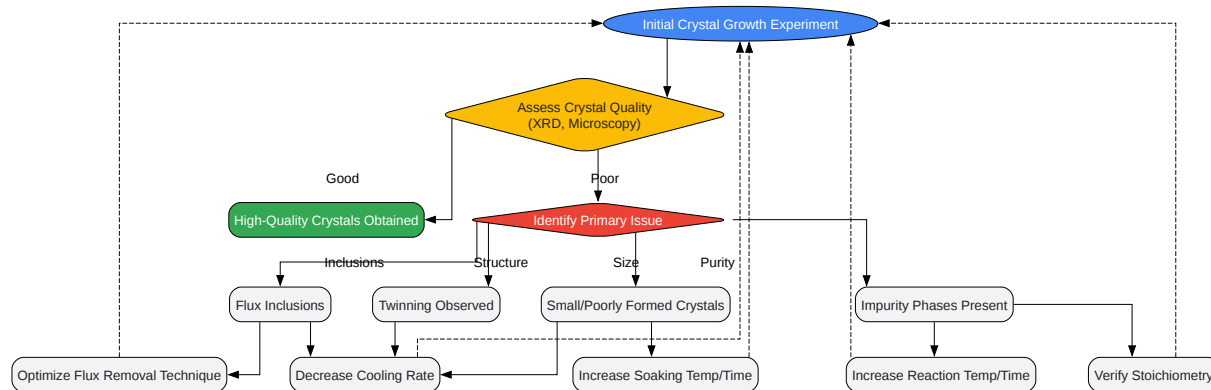 Initial Crystal Growth Experiment
Assess Crystal Quality
(XRD, Microscopy)
Good
Poor
High-Quality Crystals Obtained
Identify Primary Issue
Inclusions
Structure
Size
Purity
Flux Inclusions
Twinning Observed
Small/Poorly Formed Crystals
Impurity Phases Present
Optimize Flux Removal Technique
Decrease Cooling Rate
Increase Soaking Temp/Time
Increase Reaction Temp/Time
Verify Stoichiometry